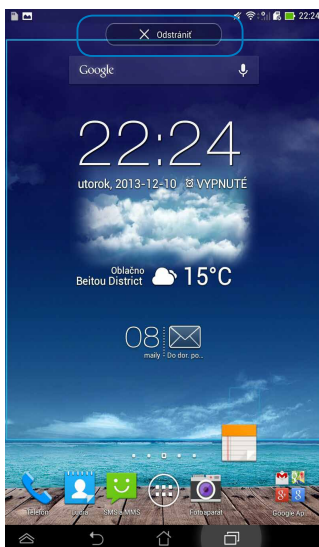 22:24
X Odstrániť
Google
22:24
utorok, 2013-12-10 VYPNUTÉ
Oblačno
Beitou District
15°C
08
maily
Do dor. po...
Telefón
Ľudia
SMS a MMS
Fotoaparát
Google Ap...